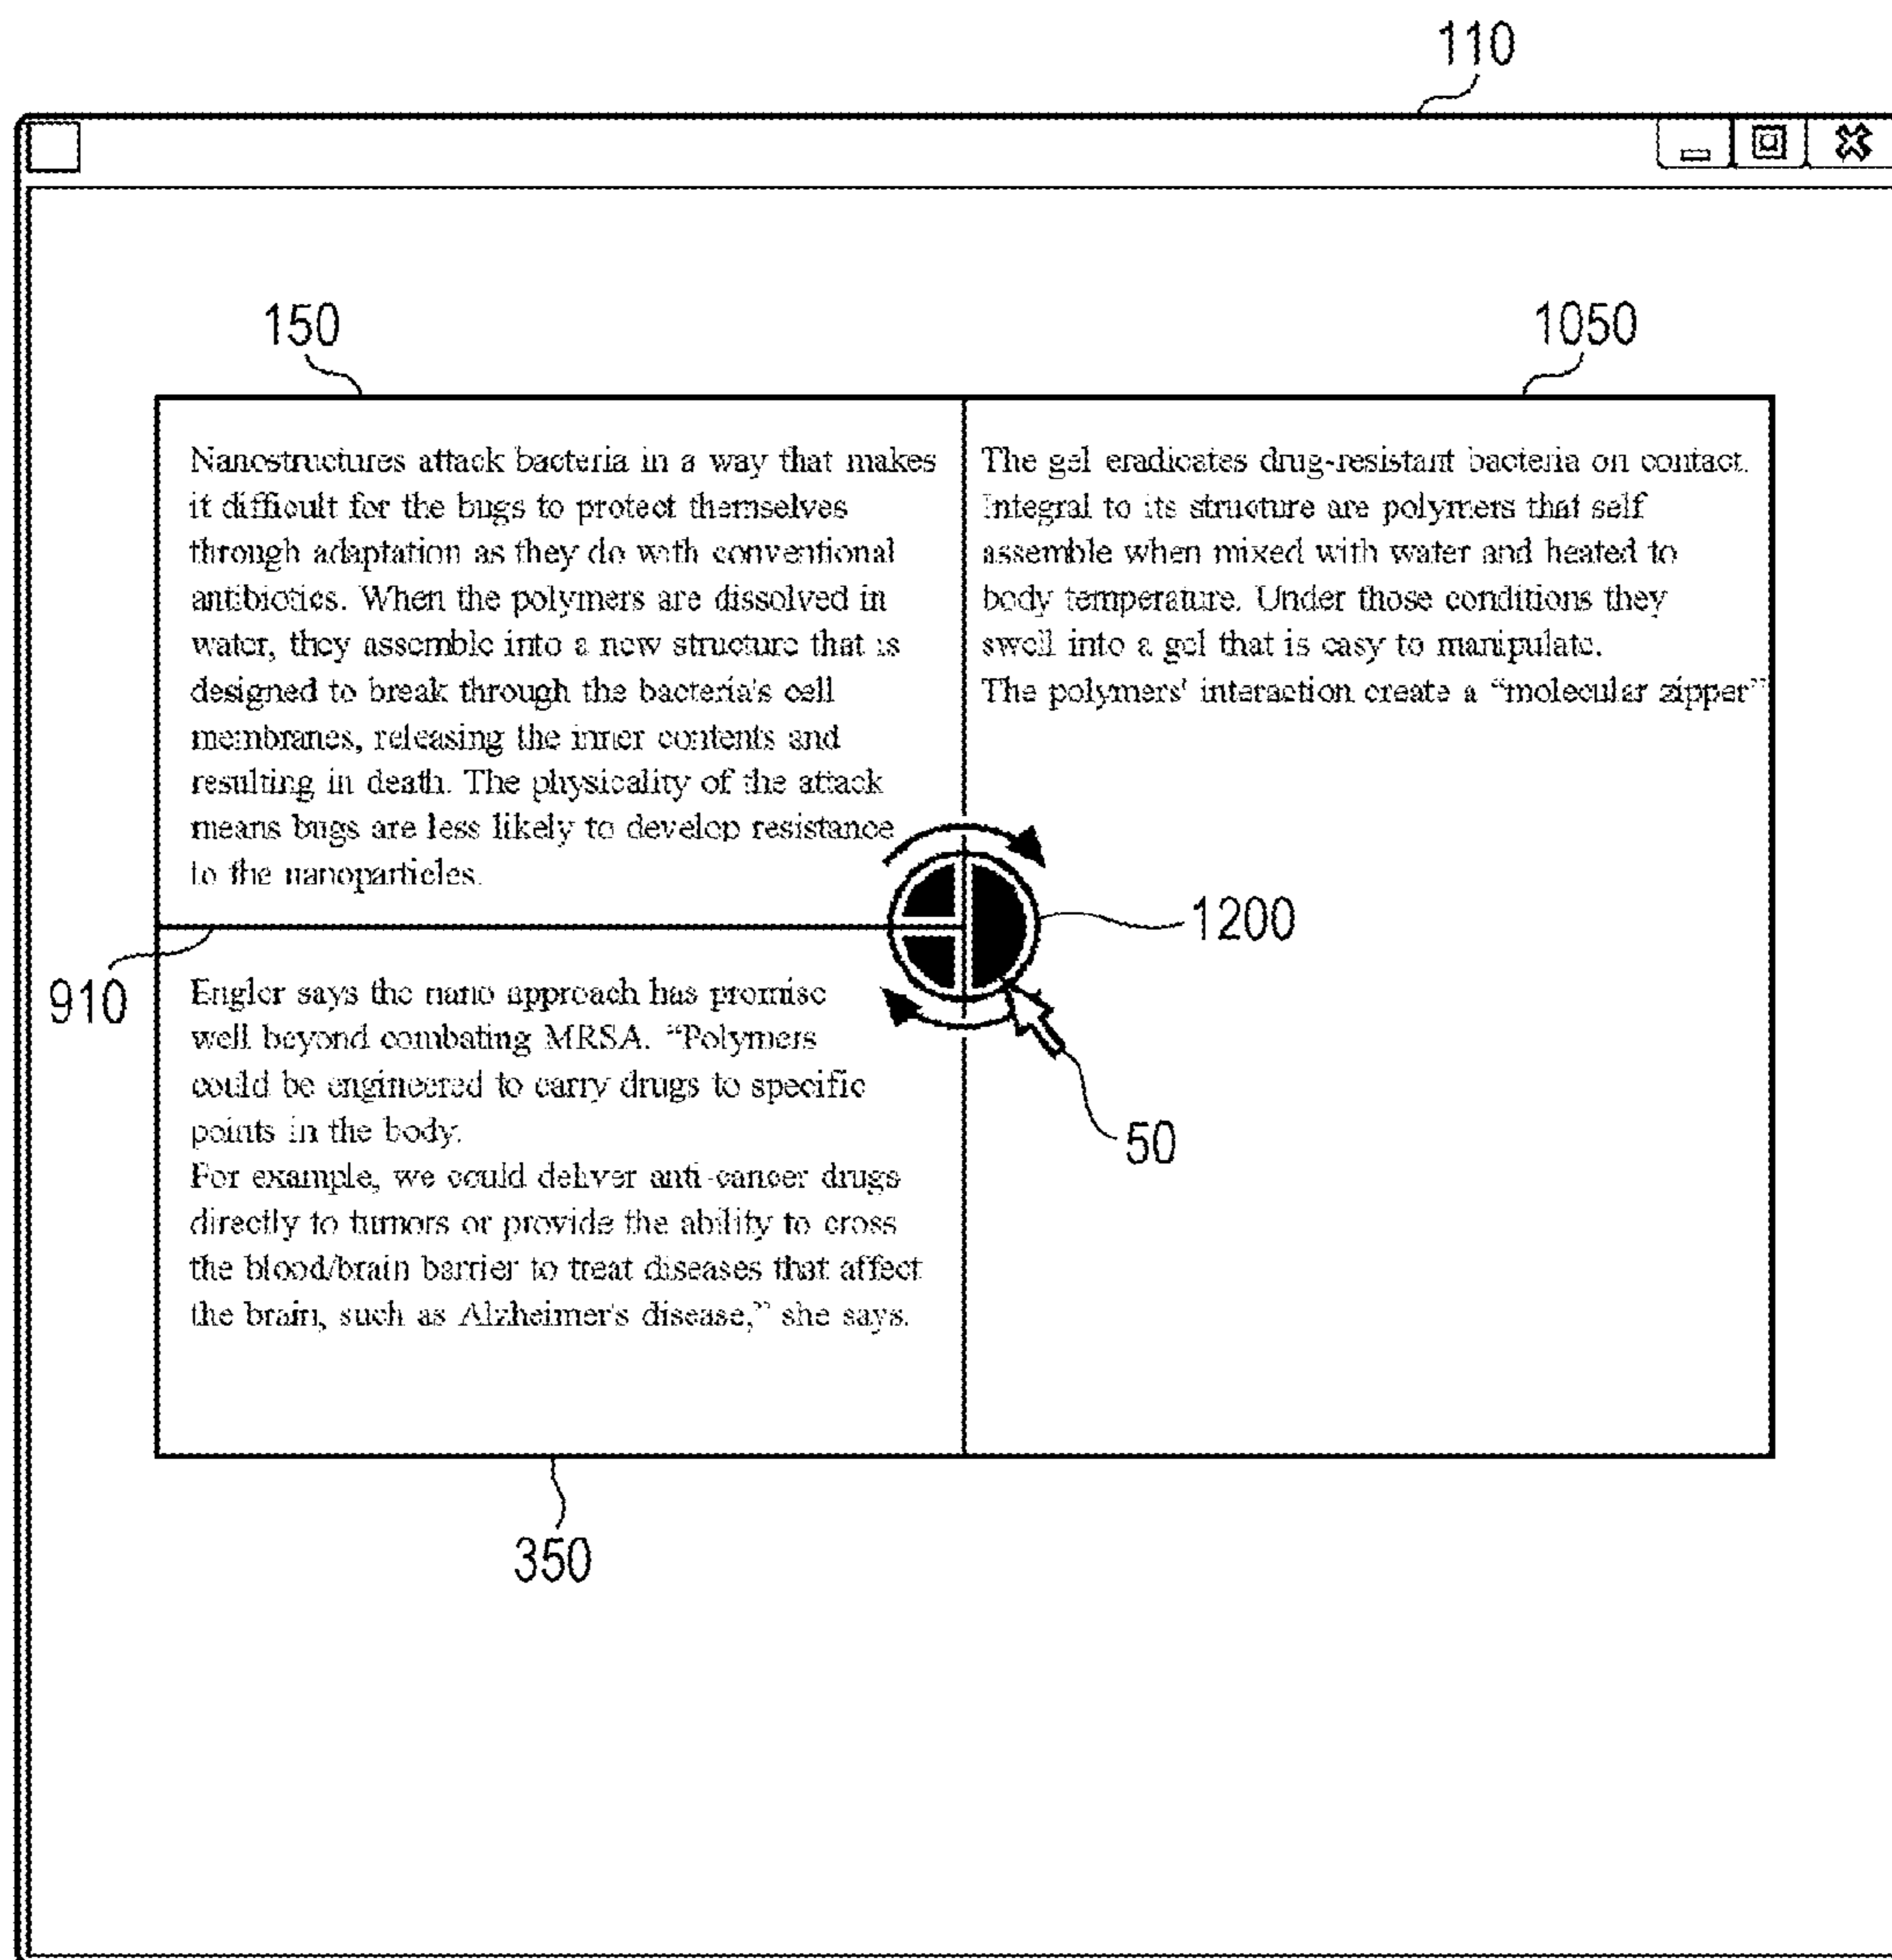 110
150
1050
Nanostructures attack bacteria in a way that makes
it difficult for the bugs to protect themselves
through adaptation as they do with conventional
antibiotics. When the polymers are dissolved in
water, they assemble into a new structure that is
designed to break through the bacteria's cell
membranes, releasing the inner contents and
resulting in death. The physicality of the attack
means bugs are less likely to develop resistance
to the nanoparticles.
The gel eradicates drug-resistant bacteria on contact.
Integral to its structure are polymers that self
assemble when mixed with water and heated to
body temperature. Under those conditions they
swell into a gel that is easy to manipulate.
The polymers' interaction create a “molecular zipper”
1200
910
Engler says the nano approach has promise
well beyond combating MRSA. “Polymers
could be engineered to carry drugs to specific
points in the body.
For example, we could deliver anti-cancer drugs
directly to tumors or provide the ability to cross
the blood/brain barrier to treat diseases that affect
the brain, such as Alzheimer's disease,” she says.
50
350